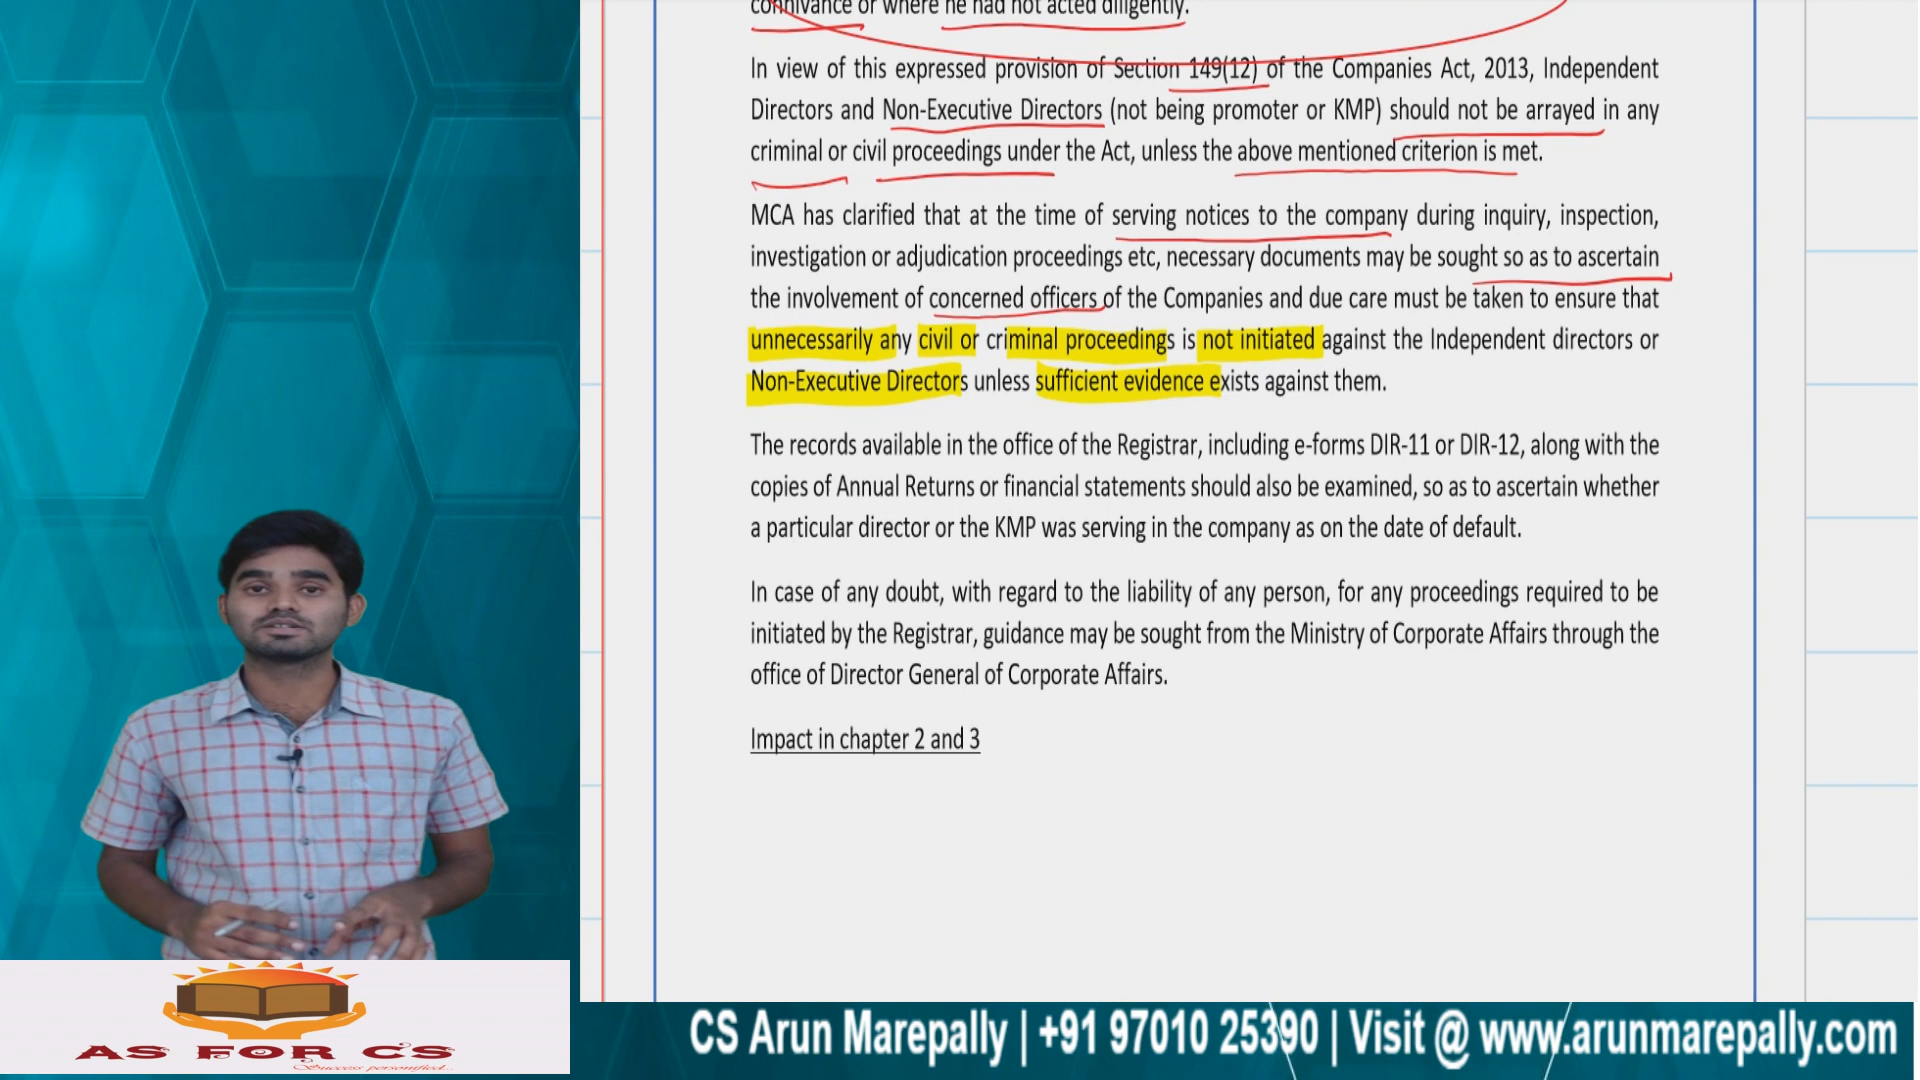 connivance or where he had not acted diligently.
In view of this expressed provision of Section 149(12) of the Companies Act, 2013, Independent
Directors and Non-Executive Directors (not being promoter or KMP) should not be arrayed in any
criminal or civil proceedings under the Act, unless the above mentioned criterion is met.
MCA has clarified that at the time of serving notices to the company during inquiry, inspection,
investigation or adjudication proceedings etc, necessary documents may be sought so as to ascertain
the involvement of concerned officers of the Companies and due care must be taken to ensure that
unnecessarily any civil or criminal proceedings is not initiated against the Independent directors or
Non-Executive Directors unless sufficient evidence exists against them.
The records available in the office of the Registrar, including e-forms DIR-11 or DIR-12, along with the
copies of Annual Returns or financial statements should also be examined, so as to ascertain whether
a particular director or the KMP was serving in the company as on the date of default.
In case of any doubt, with regard to the liability of any person, for any proceedings required to be
initiated by the Registrar, guidance may be sought from the Ministry of Corporate Affairs through the
office of Director General of Corporate Affairs.
Impact in chapter 2 and 3
AS FOR CS
Success personified...
CS Arun Marepally | +91 97010 25390 | Visit @ www.arunmarepally.com